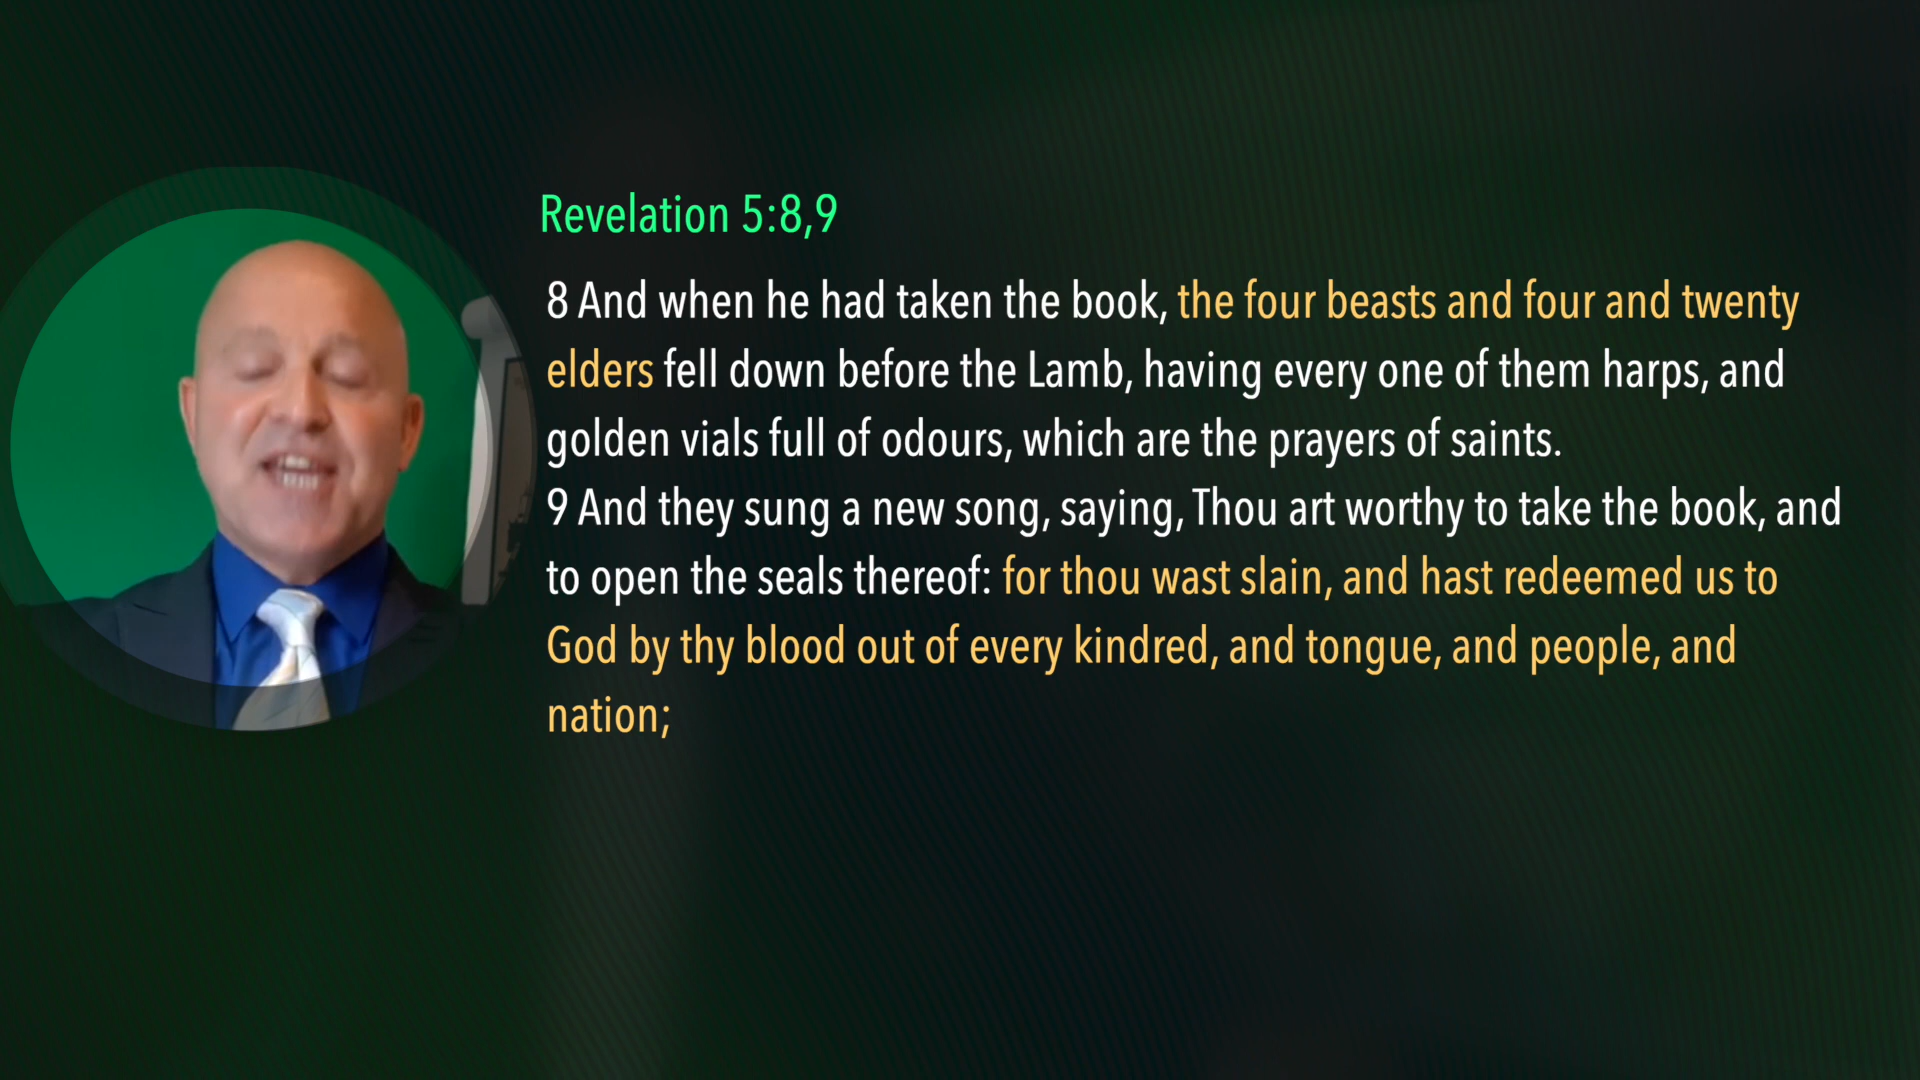 Revelation 5:8,9
8 And when he had taken the book, the four beasts and four and twenty
elders fell down before the Lamb, having every one of them harps, and
golden vials full of odours, which are the prayers of saints.
9 And they sung a new song, saying, Thou art worthy to take the book, and
to open the seals thereof: for thou wast slain, and hast redeemed us to
God by thy blood out of every kindred, and tongue, and people, and
nation;